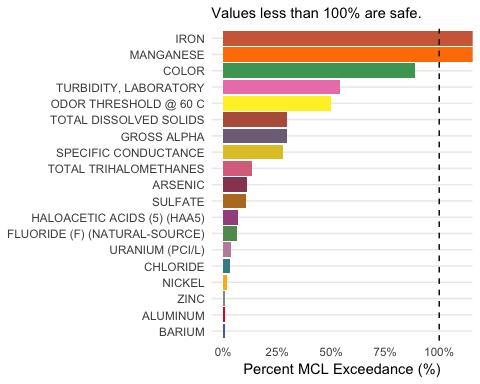 Values less than 100% are safe.
IRON
MANGANESE
COLOR
TURBIDITY, LABORATORY
ODOR THRESHOLD @ 60 C
TOTAL DISSOLVED SOLIDS
GROSS ALPHA
SPECIFIC CONDUCTANCE
TOTAL TRIHALOMETHANES
ARSENIC
SULFATE
HALOACETIC ACIDS (5) (HAA5)
FLUORIDE (F) (NATURAL-SOURCE)
URANIUM (PCI/L)
CHLORIDE
NICKEL
ZINC
ALUMINUM
BARIUM
0% 25% 50% 75% 100%
Percent MCL Exceedance (%)